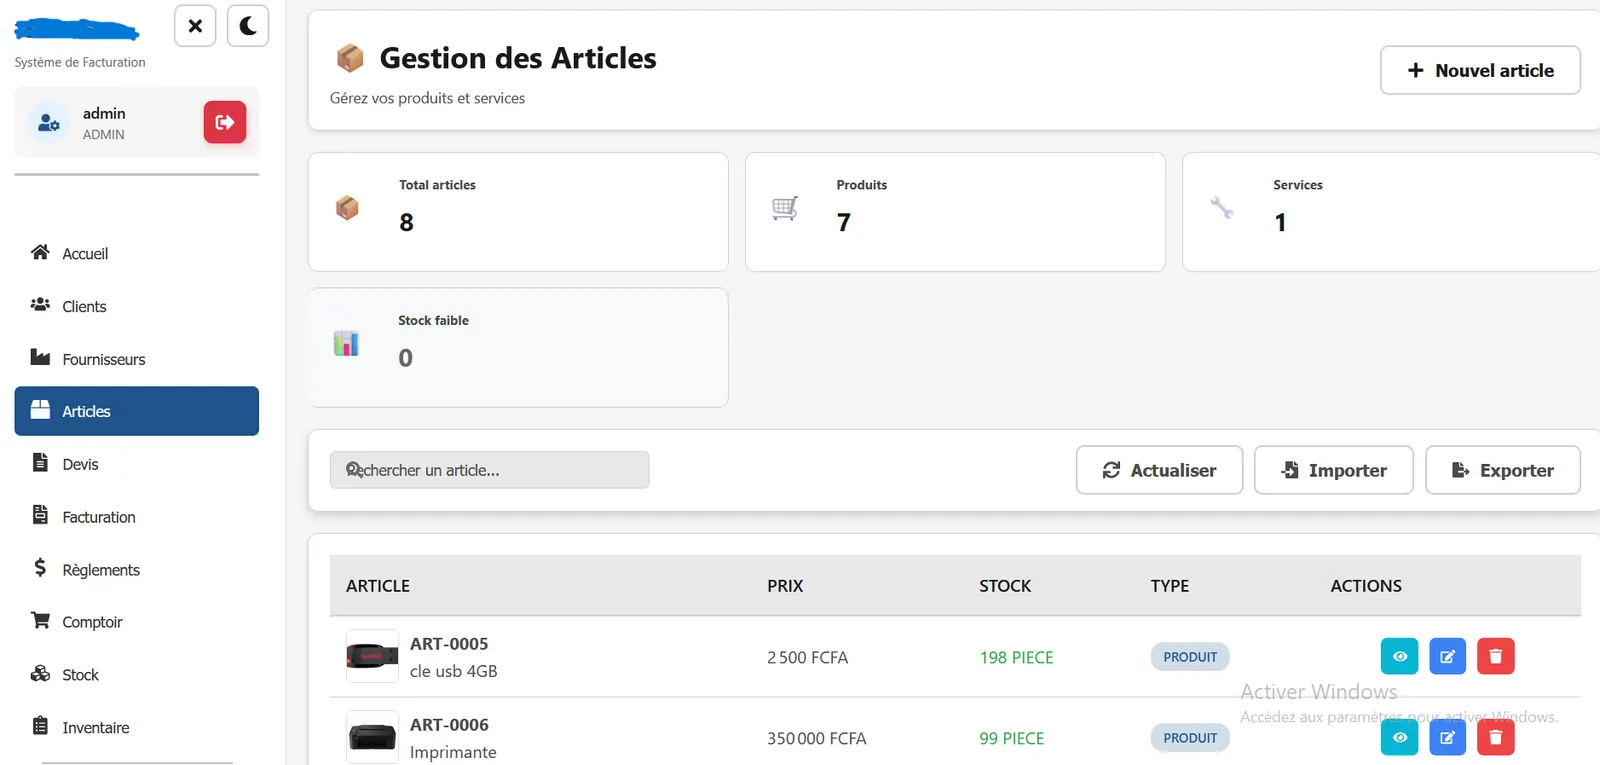 Système de Facturation
admin
ADMIN
Accueil
Clients
Fournisseurs
Articles
Devis
Facturation
Règlements
Comptoir
Stock
Inventaire
Gestion des Articles
Gérez vos produits et services
Nouvel article
Total articles
8
Produits
7
Services
1
Stock faible
0
Rechercher un article...
Actualiser
Importer
Exporter
ARTICLE PRIX STOCK TYPE ACTIONS
ART-0005
cle usb 4GB
2 500 FCFA
198 PIECE
PRODUIT
ART-0006
Imprimante
350 000 FCFA
99 PIECE
PRODUIT
Activer Windows
Accédez aux paramètres pour activer Windows.